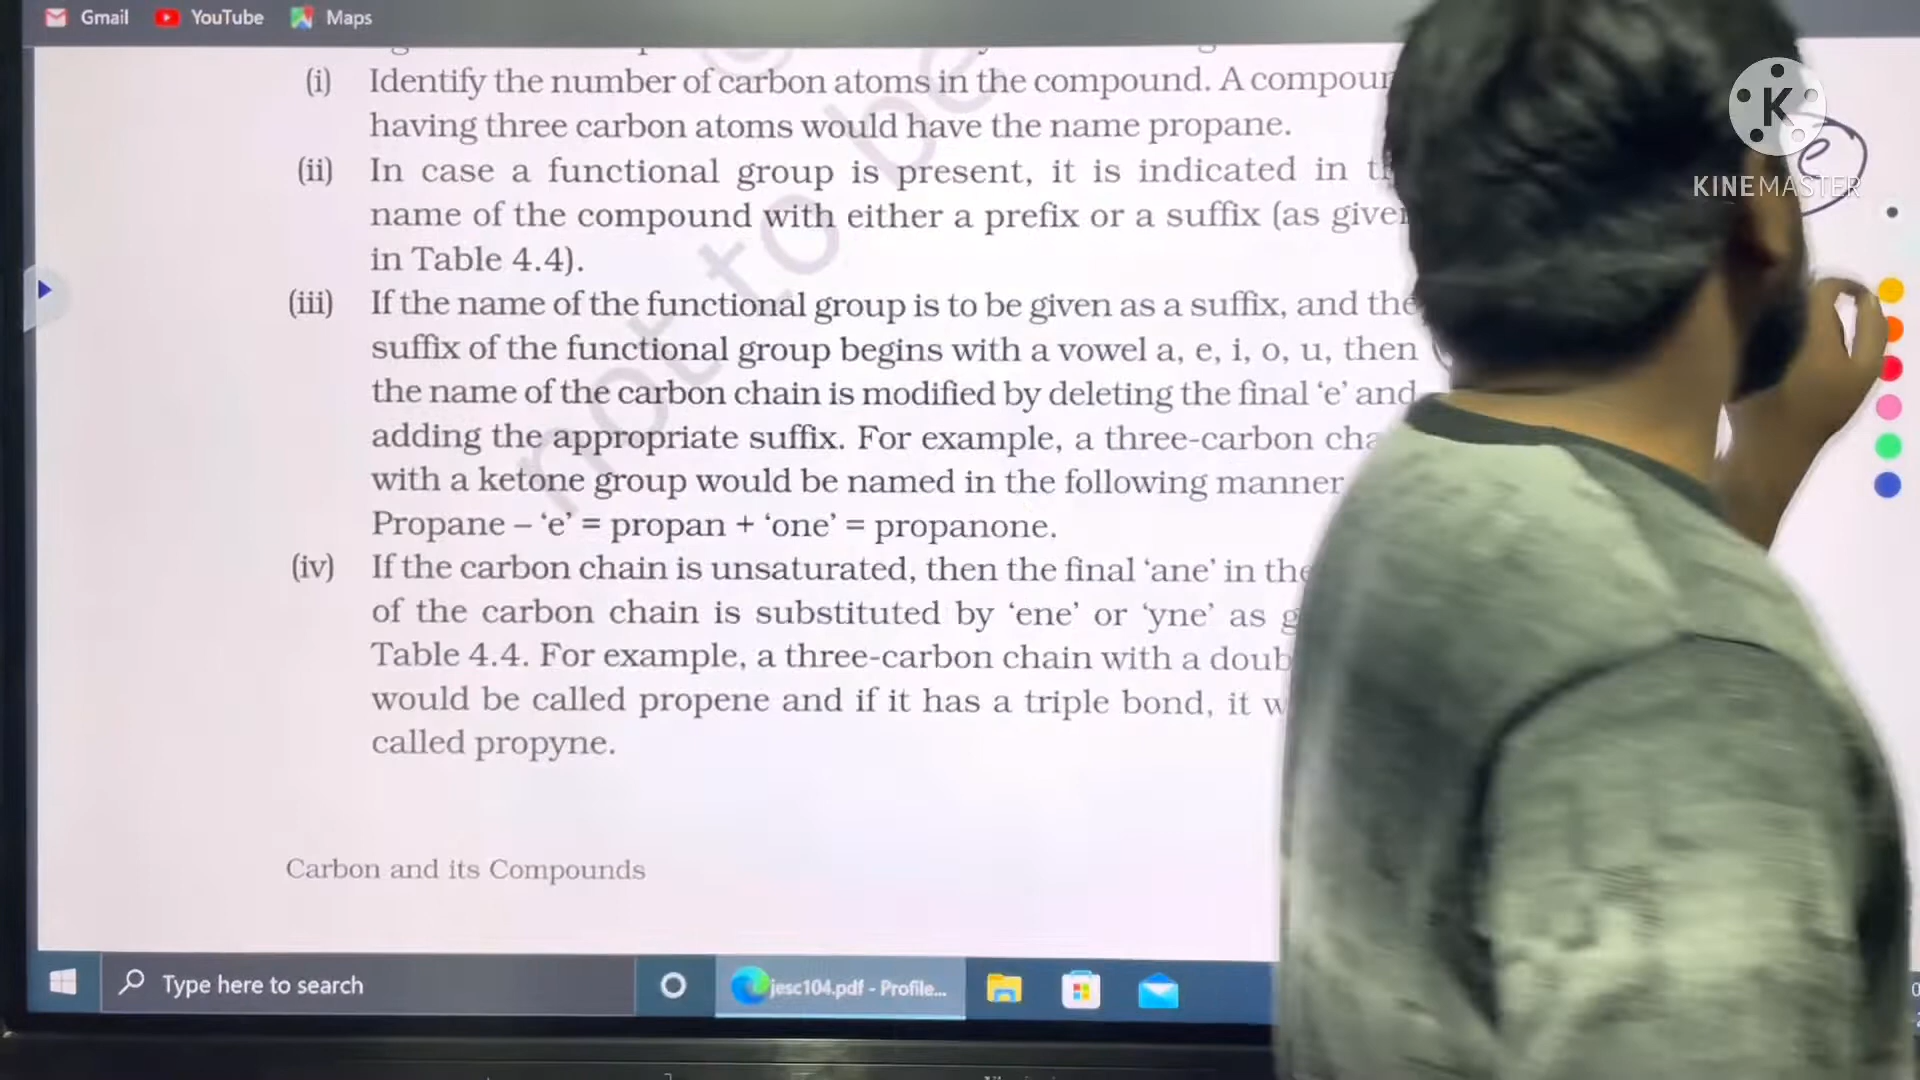 Gmail YouTube Maps
(i) Identify the number of carbon atoms in the compound. A
having three carbon atoms would have the name propane.
(ii) In case a functional group is present, it is indicated in
name of the compound with either a prefix or a suffix (as
in Table 4.4).
(iii) If the name of the functional group is to be given as a suffix, and the
suffix of the functional group begins with a vowel a, e, i, o, u, then
the name of the carbon chain is modified by deleting the final ‘e’ and
adding the appropriate suffix. For example, a three-carbon
with a ketone group would be named in the following manner
Propane – ‘e’ = propan + ‘one’ = propanone.
(iv) If the carbon chain is unsaturated, then the final ‘ane’ in the
of the carbon chain is substituted by ‘ene’ or ‘yne’ as
Table 4.4. For example, a three-carbon chain with a
would be called propene and if it has a triple bond, it
called propyne.
not to be
Carbon and its Compounds
Type here to search
jesc104.pdf - Profile...
K
KINEMASTER
e